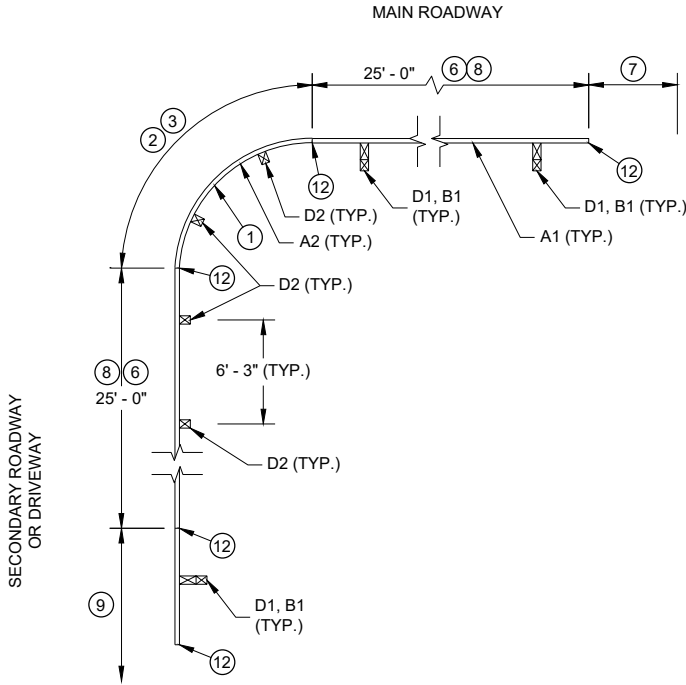 MAIN ROADWAY
25' - 0"
6
8
7
3
2
12
12
D1, B1
(TYP.)
D1, B1 (TYP.)
D2 (TYP.)
1
A2 (TYP.)
A1 (TYP.)
12
D2 (TYP.)
8
6
25' - 0"
6' - 3" (TYP.)
SECONDARY ROADWAY
OR DRIVEWAY
D2 (TYP.)
12
9
D1, B1
(TYP.)
12